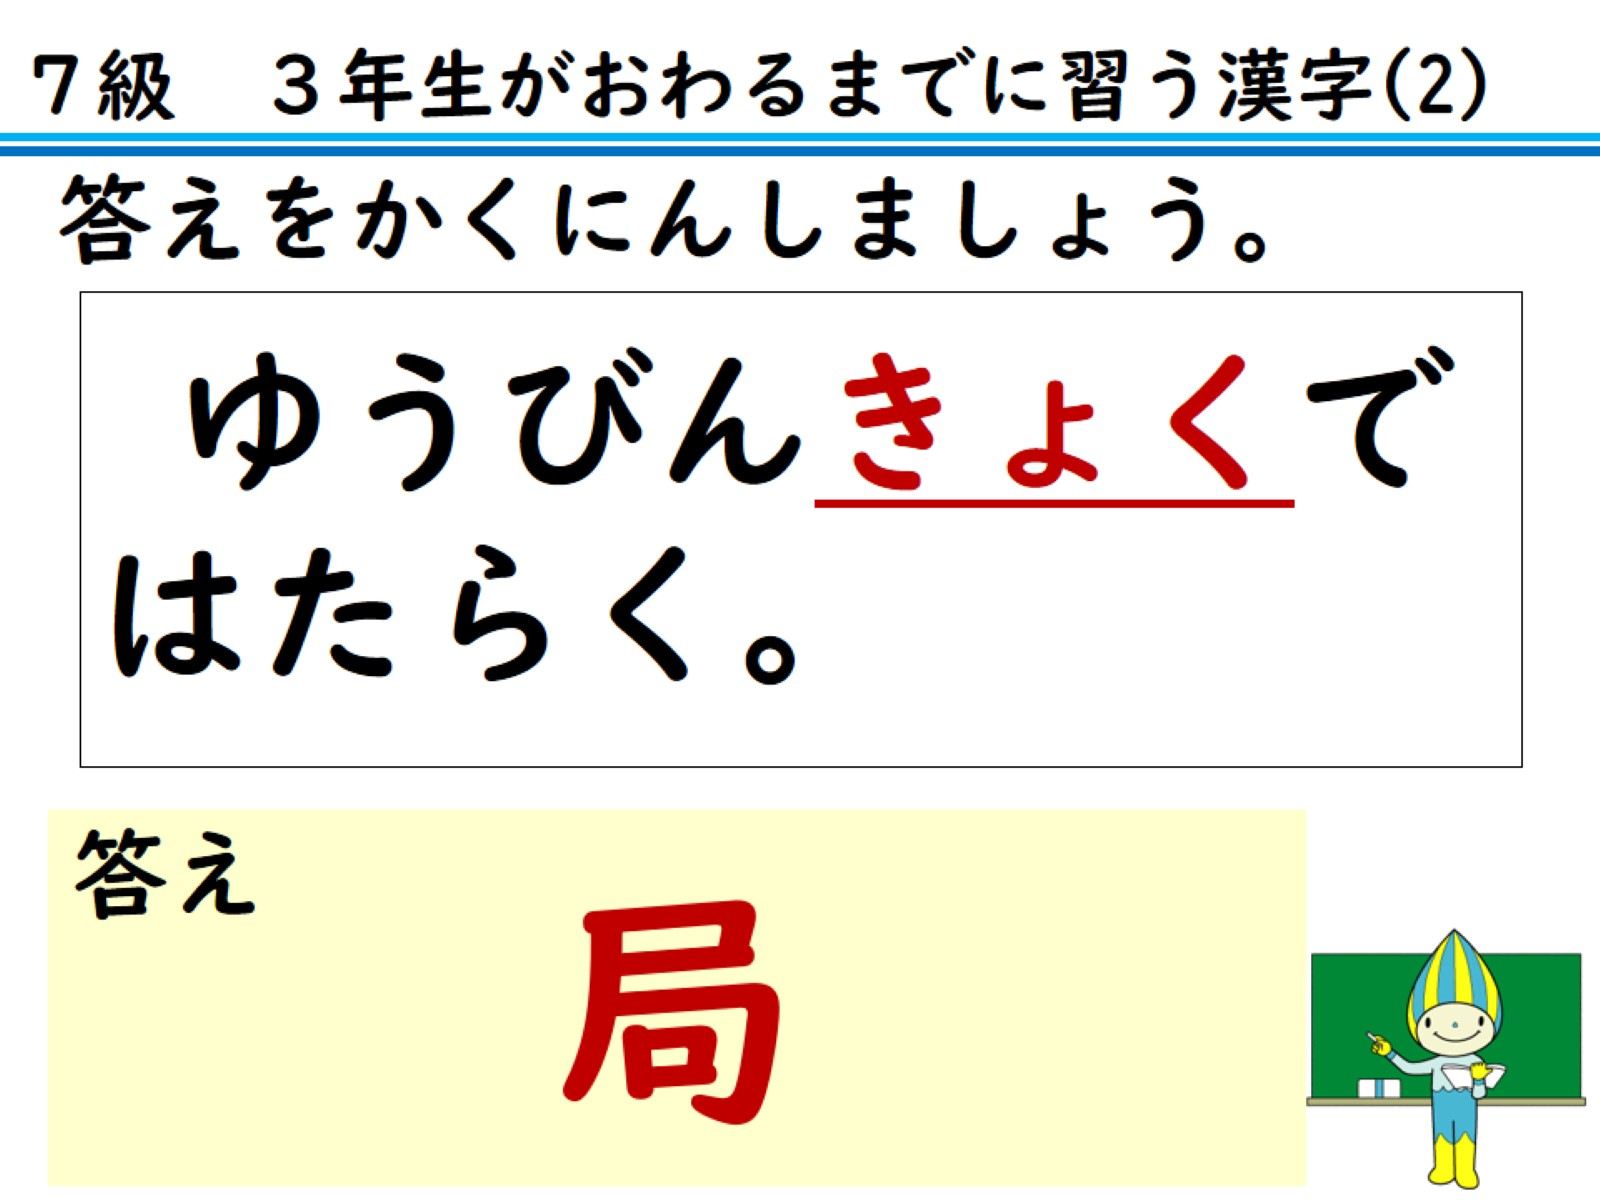 ７級　３年生がおわるまでに習う漢字(2)
答えをかくにんしましょう。
ゆうびんきょくで
はたらく。
答え
局